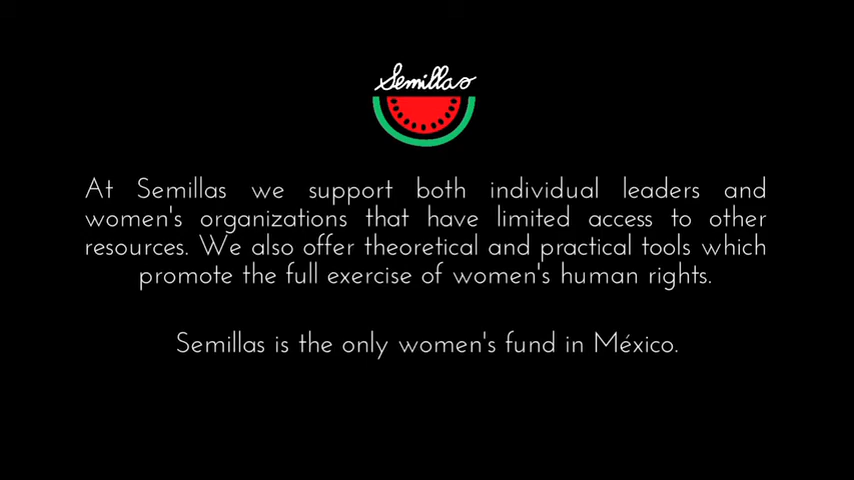 Semillas
At Semillas we support both individual leaders and
women's organizations that have limited access to other
resources. We also offer theoretical and practical tools which
promote the full exercise of women's human rights.
Semillas is the only women's fund in México.